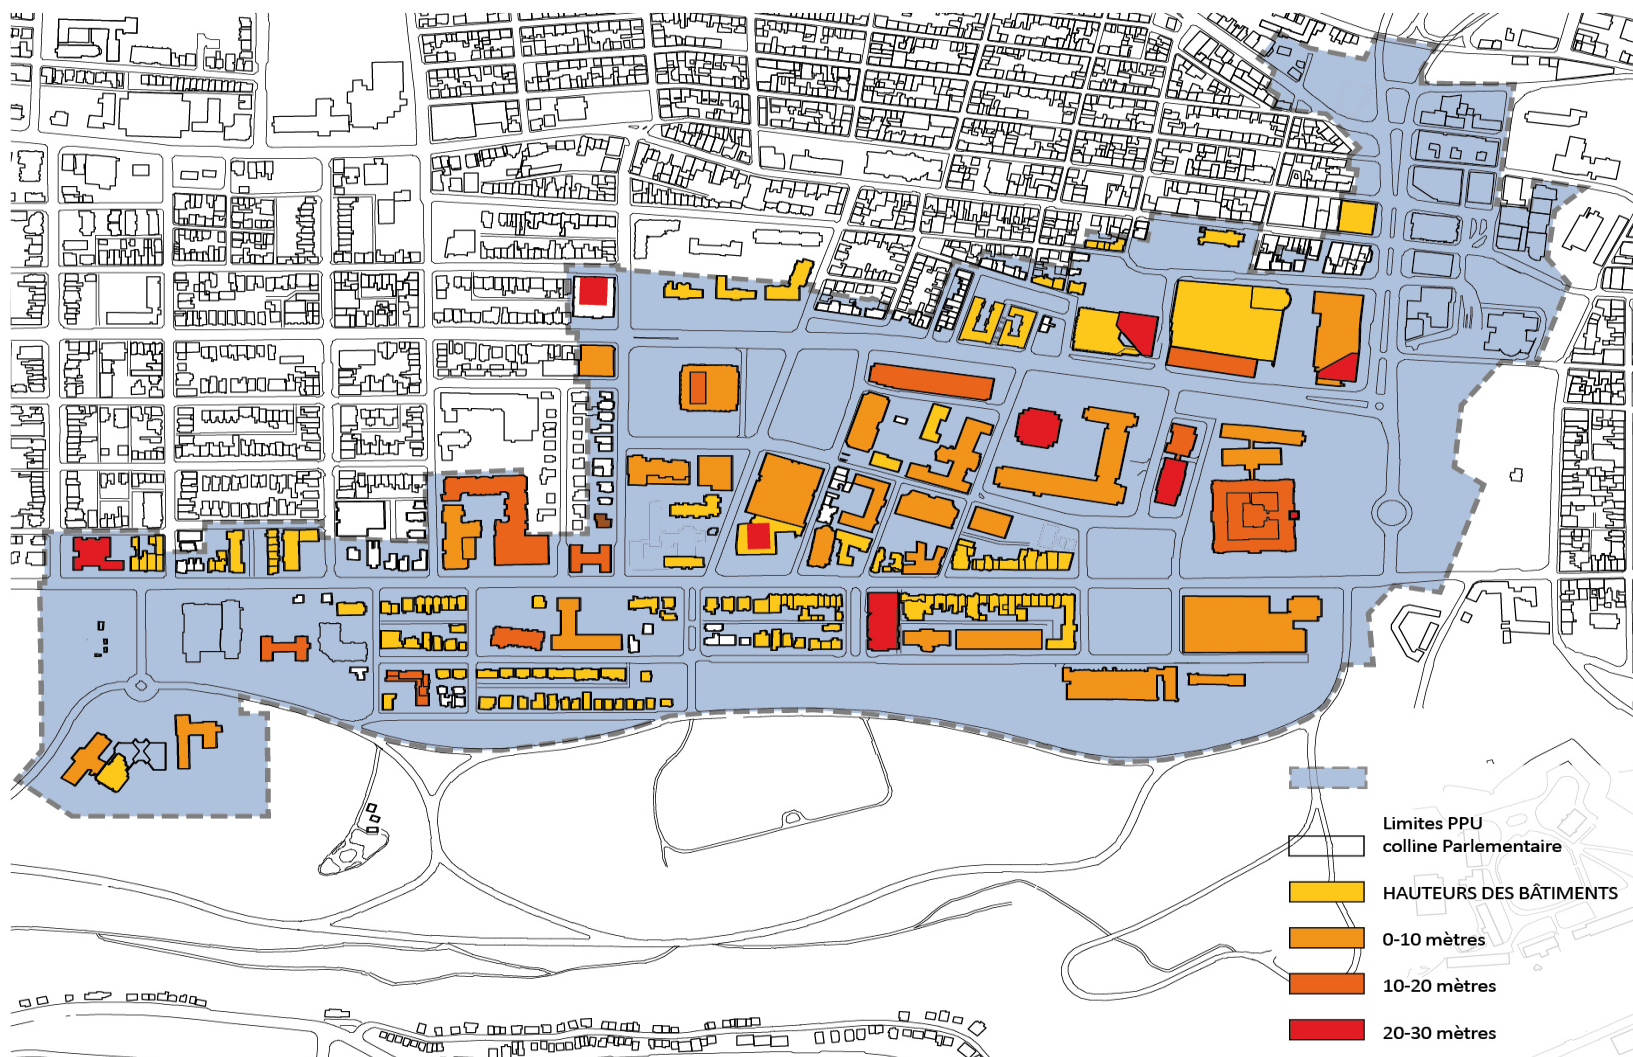 Limites PPU
colline Parlementaire
HAUTEURS DES BÂTIMENTS
0-10 mètres
10-20 mètres
20-30 mètres